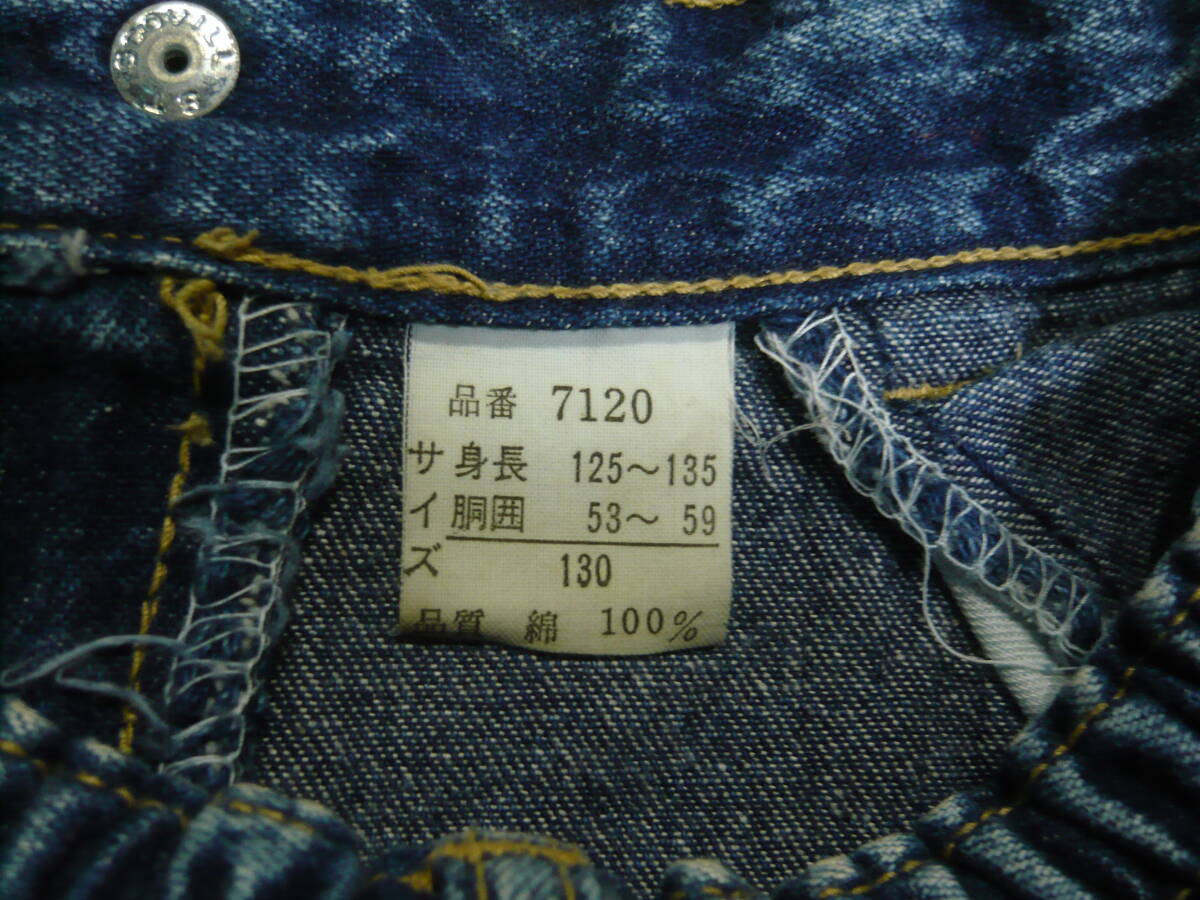 品番 7120
サイズ
身長 125～135
胴囲 53～ 59
130
品質 綿 100%